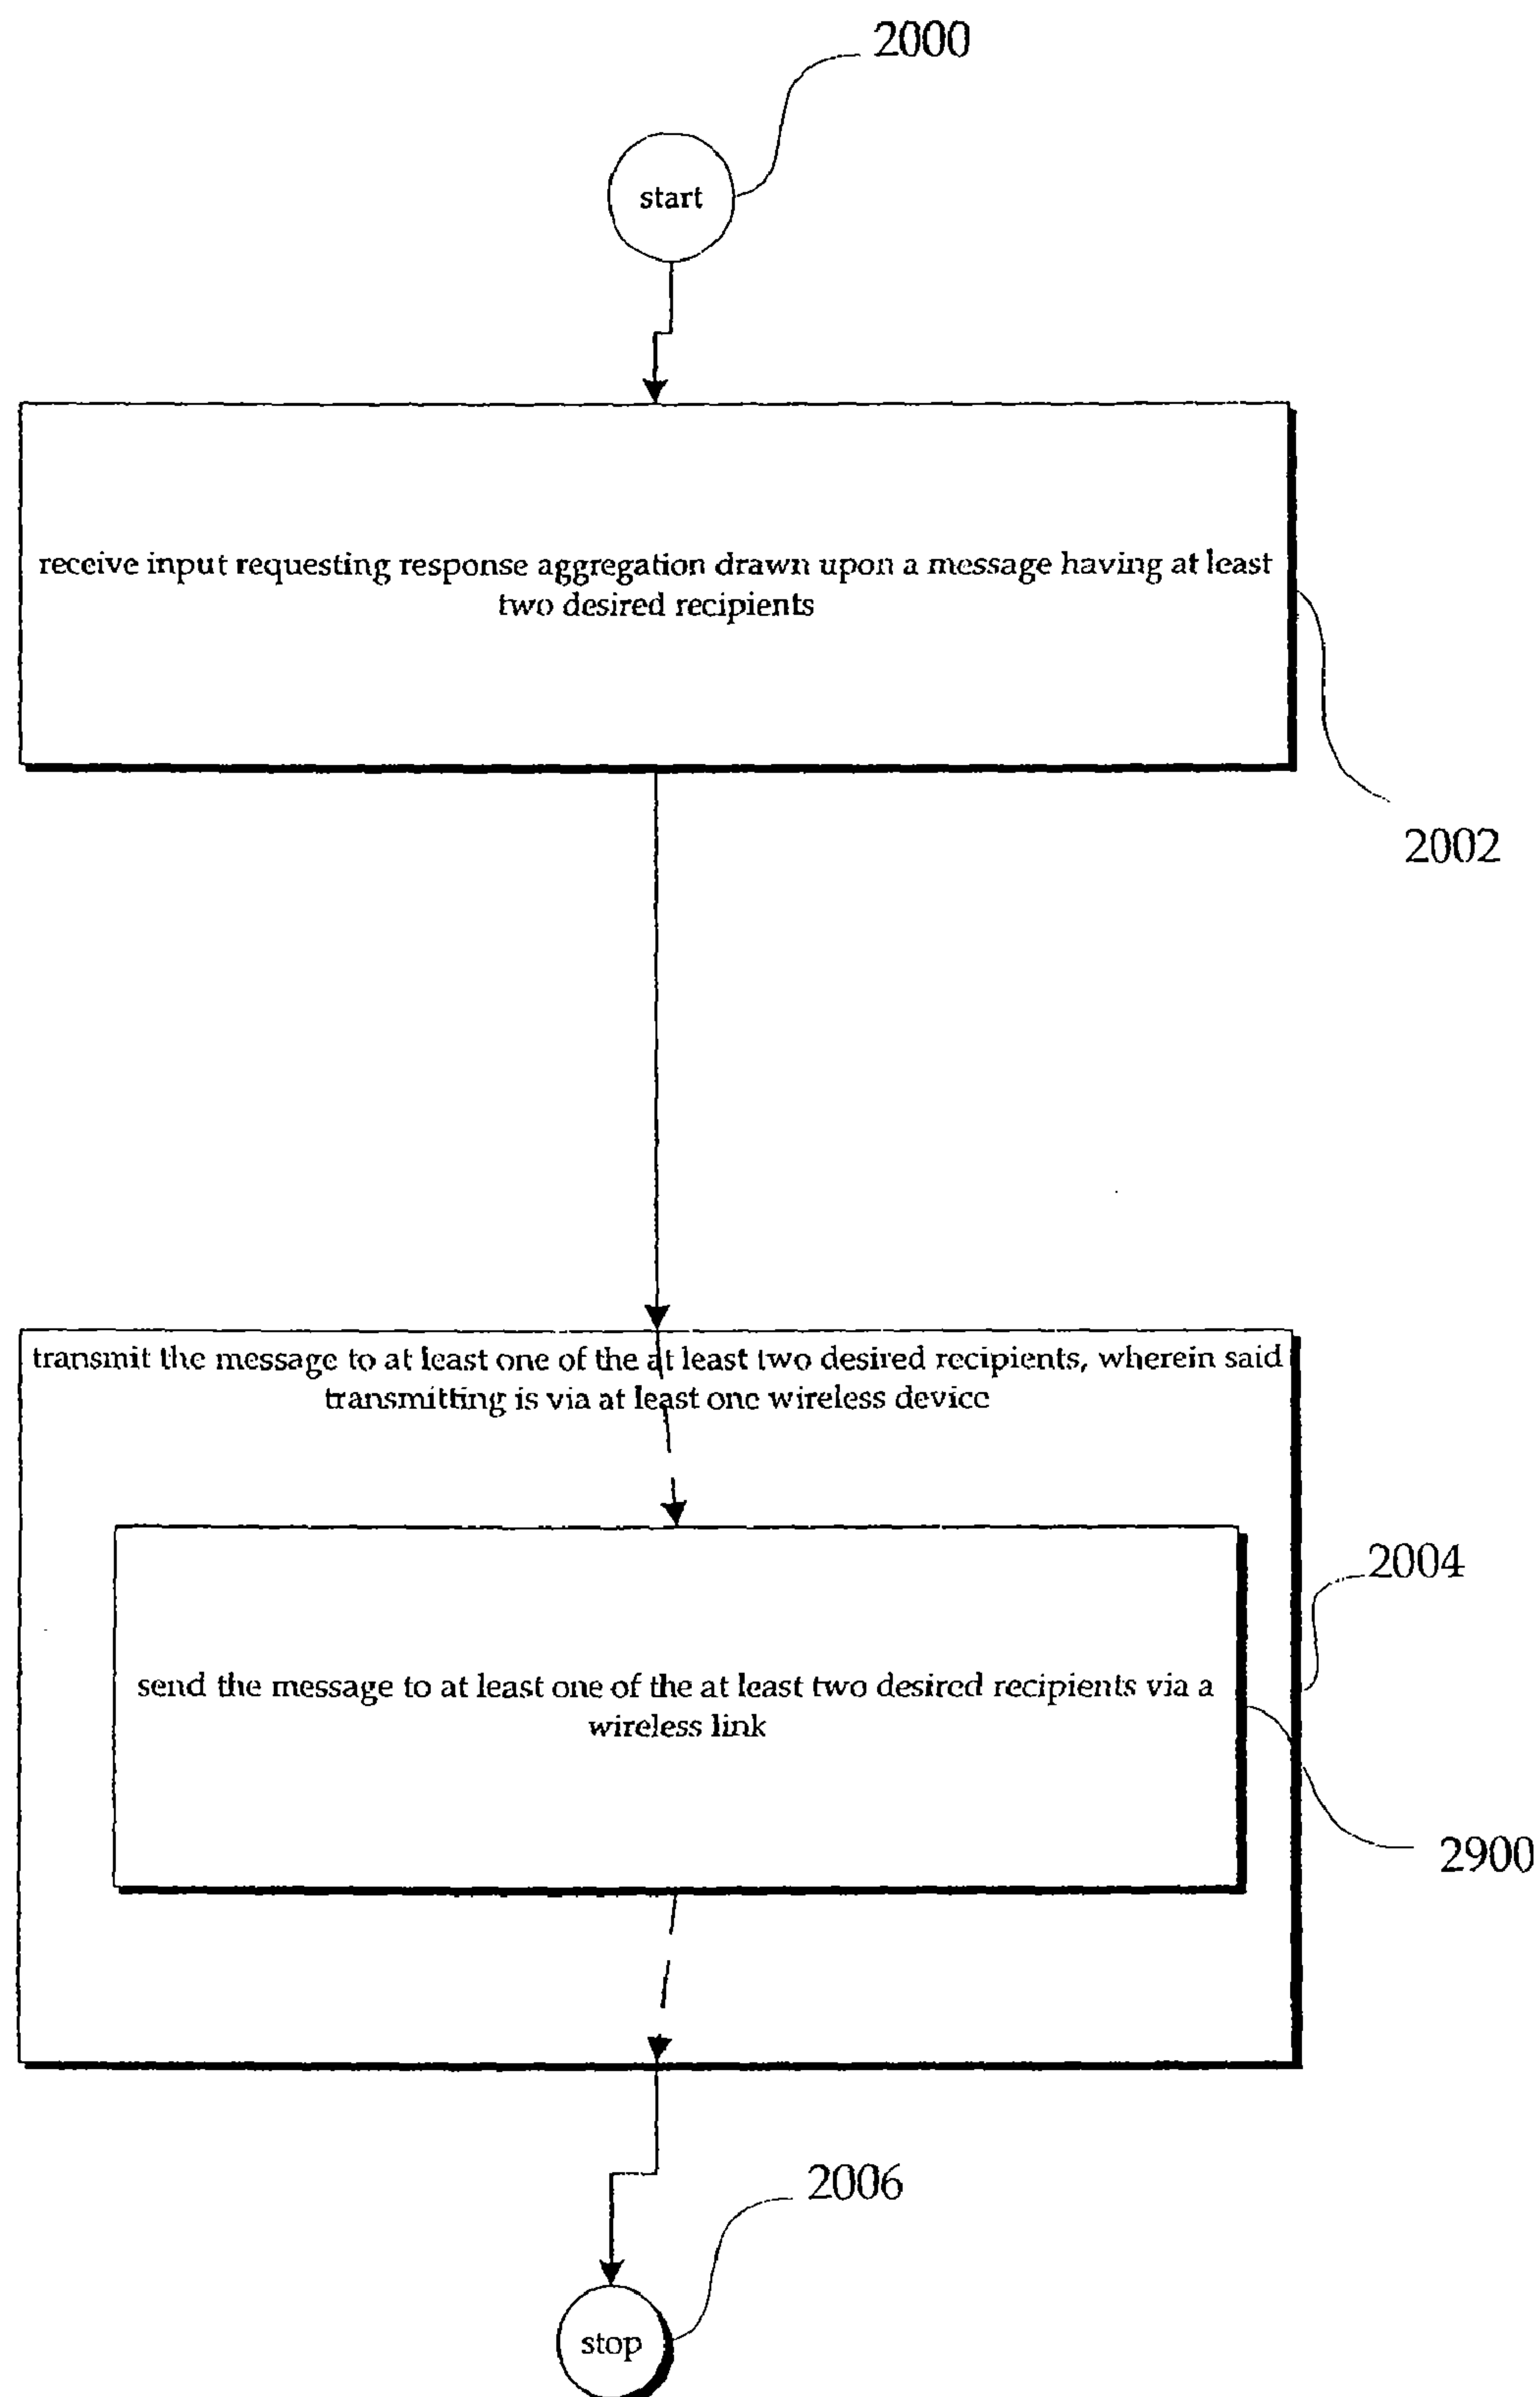 2000
start
receive input requesting response aggregation drawn upon a message having at least
two desired recipients
2002
transmit the message to at least one of the at least two desired recipients, wherein said
transmitting is via at least one wireless device
2004
send the message to at least one of the at least two desired recipients via a
wireless link
2900
2006
stop